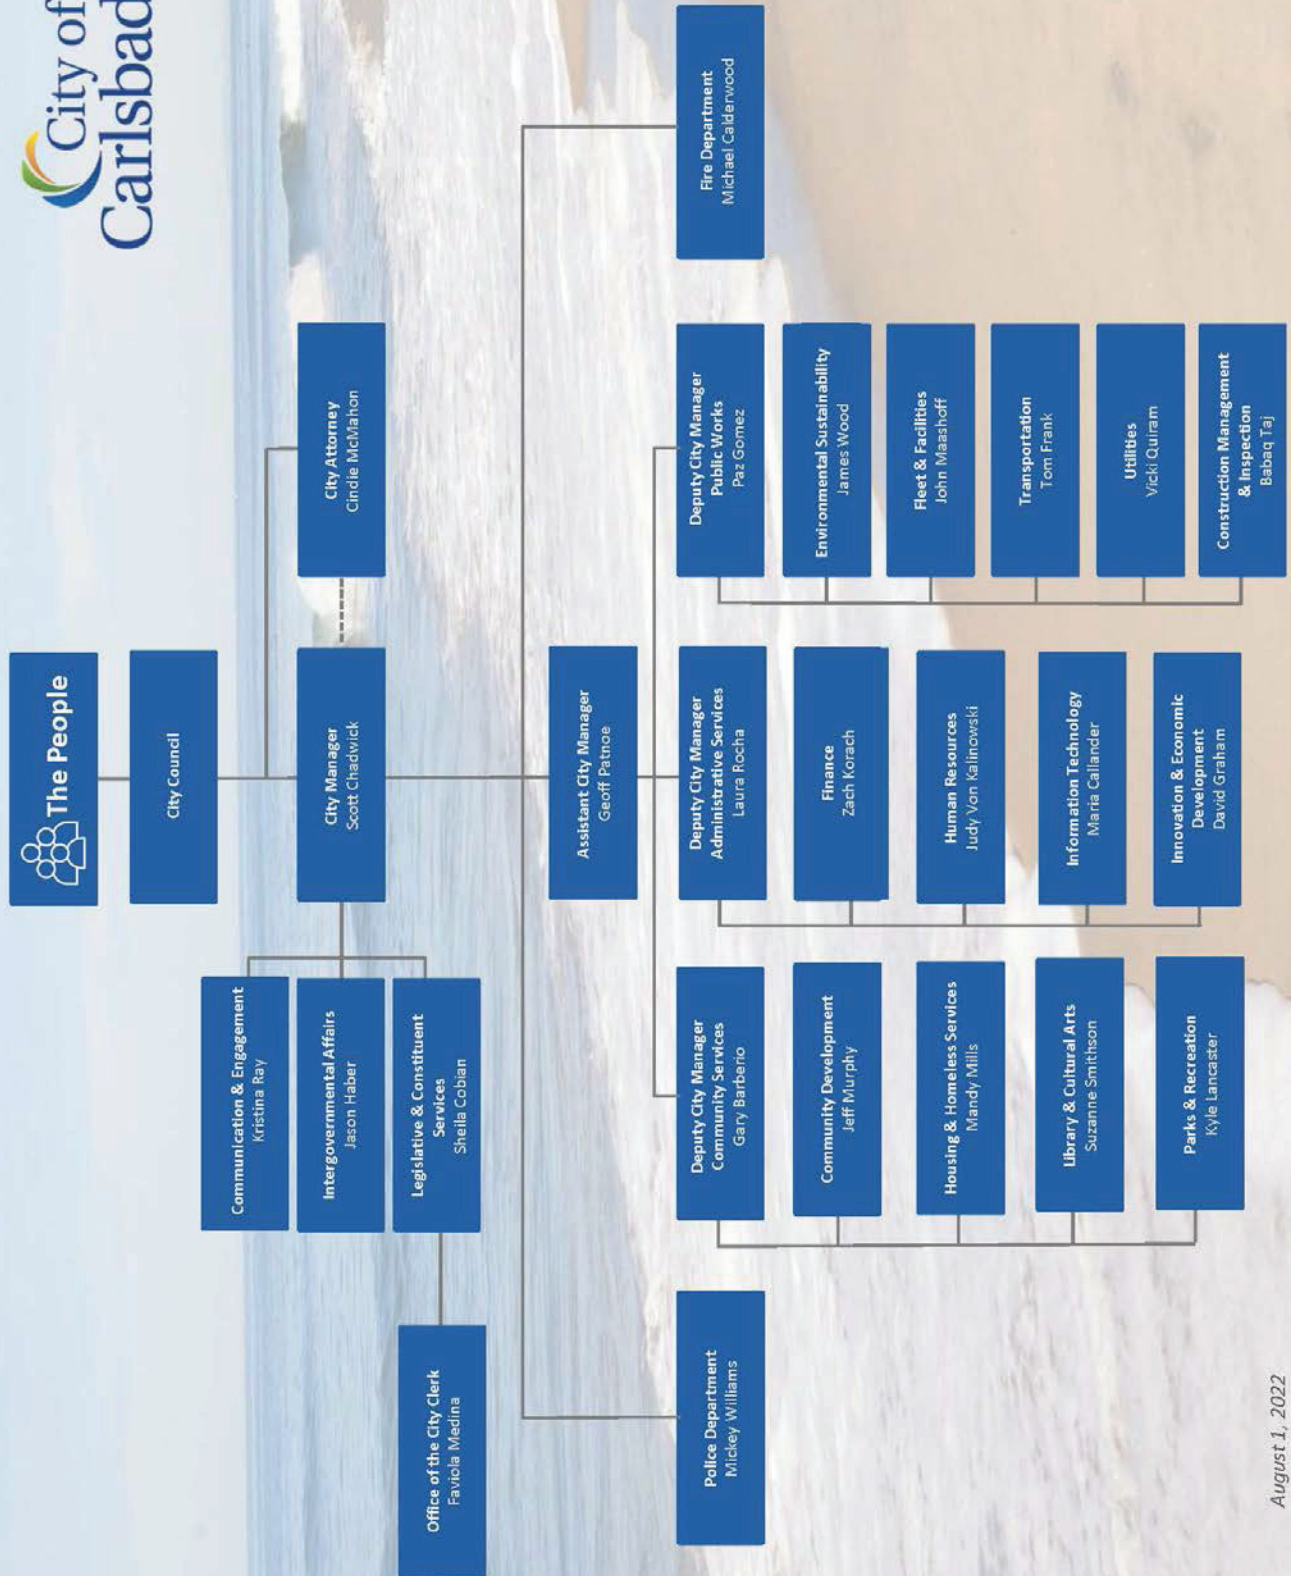 City of
Carlsbad
The People
City Council
City Manager
Scott Chadwick
City Attorney
Cindie McMahon
Communication & Engagement
Kristina Ray
Intergovernmental Affairs
Jason Haber
Legislative & Constituent
Services
Sheila Cobian
Office of the City Clerk
Faviola Medina
Assistant City Manager
Geoff Patnoe
Police Department
Mickey Williams
Deputy City Manager
Community Services
Gary Barberio
Community Development
Jeff Murphy
Housing & Homeless Services
Mandy Mills
Library & Cultural Arts
Suzanne Smithson
Parks & Recreation
Kyle Lancaster
Deputy City Manager
Administrative Services
Laura Rocha
Finance
Zach Korach
Human Resources
Judy Von Kalinowski
Information Technology
Maria Callander
Innovation & Economic
Development
David Graham
Deputy City Manager
Public Works
Paz Gomez
Environmental Sustainability
James Wood
Fleet & Facilities
John Maashoff
Transportation
Tom Frank
Utilities
Vicki Quiram
Construction Management
& Inspection
Babaq Taj
Fire Department
Michael Calderwood
August 1, 2022